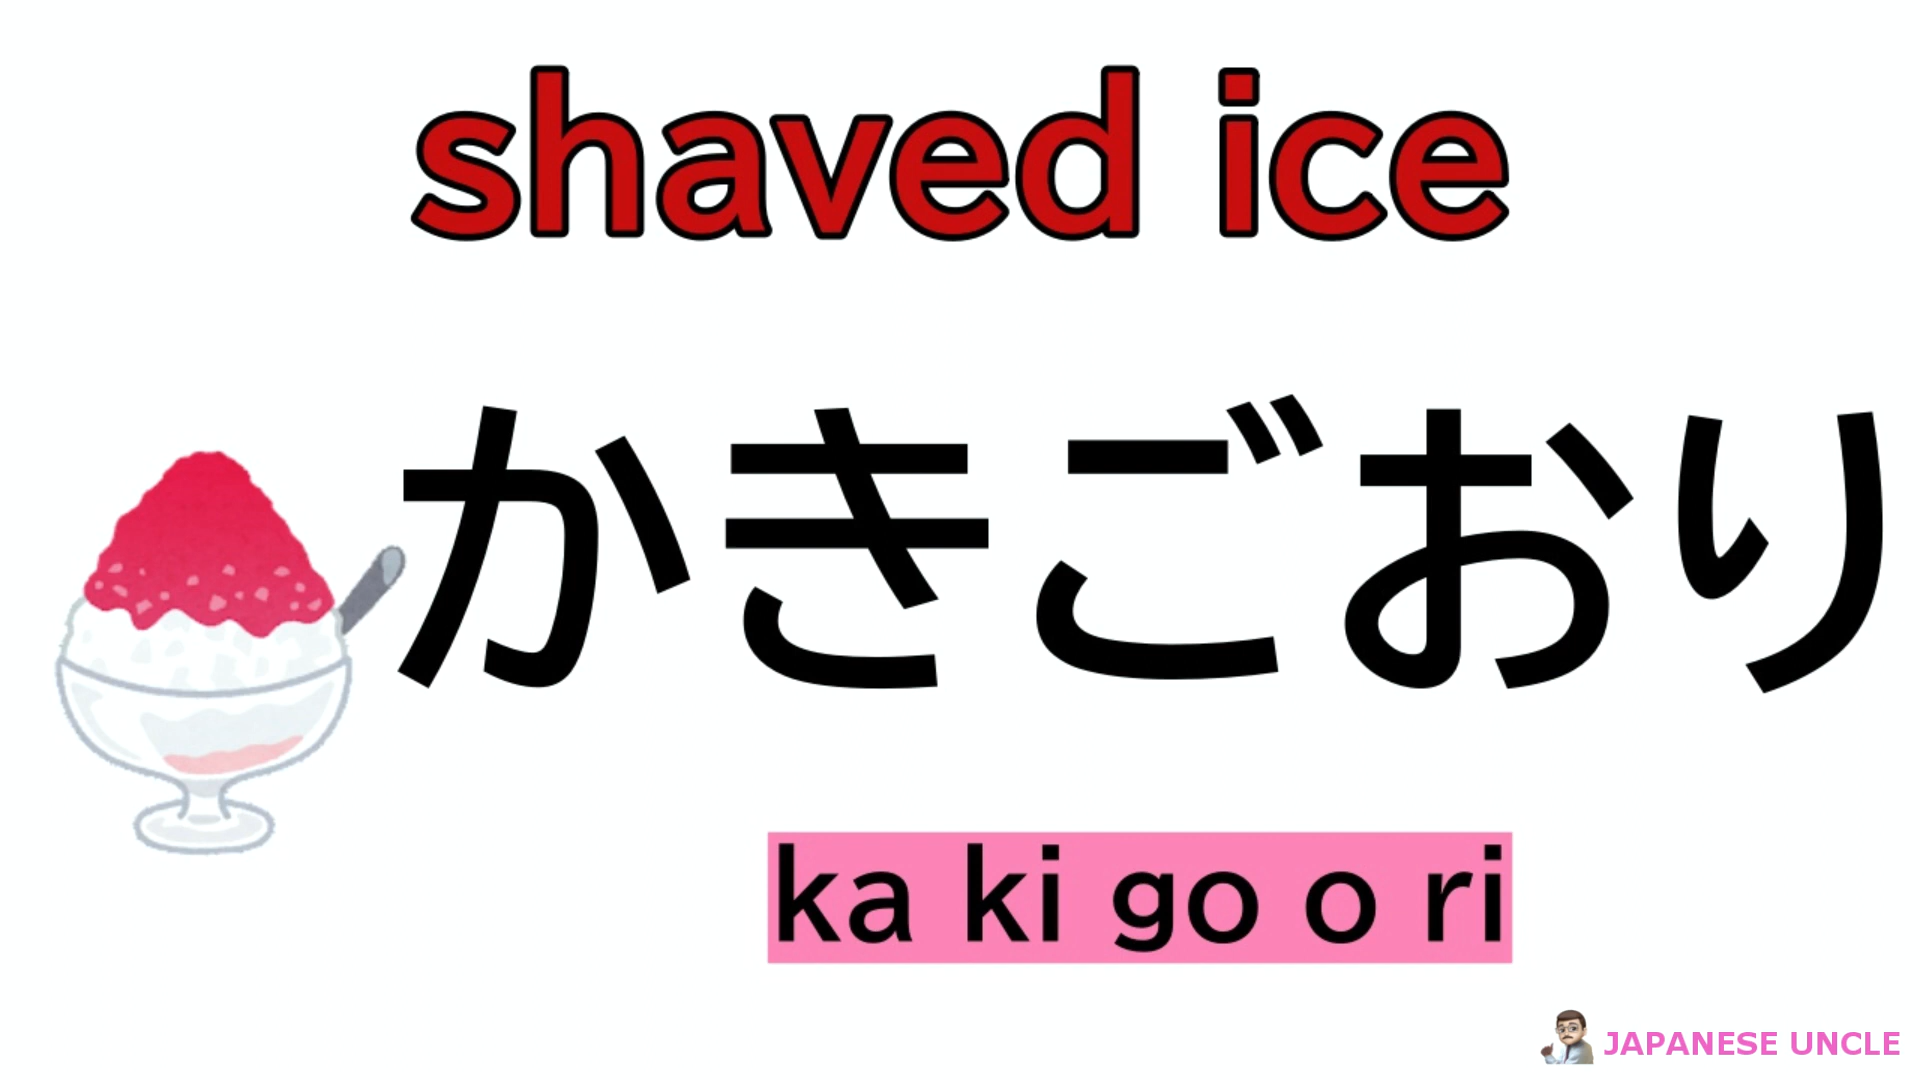 shaved ice
かきごおり
ka ki go o ri
JAPANESE UNCLE